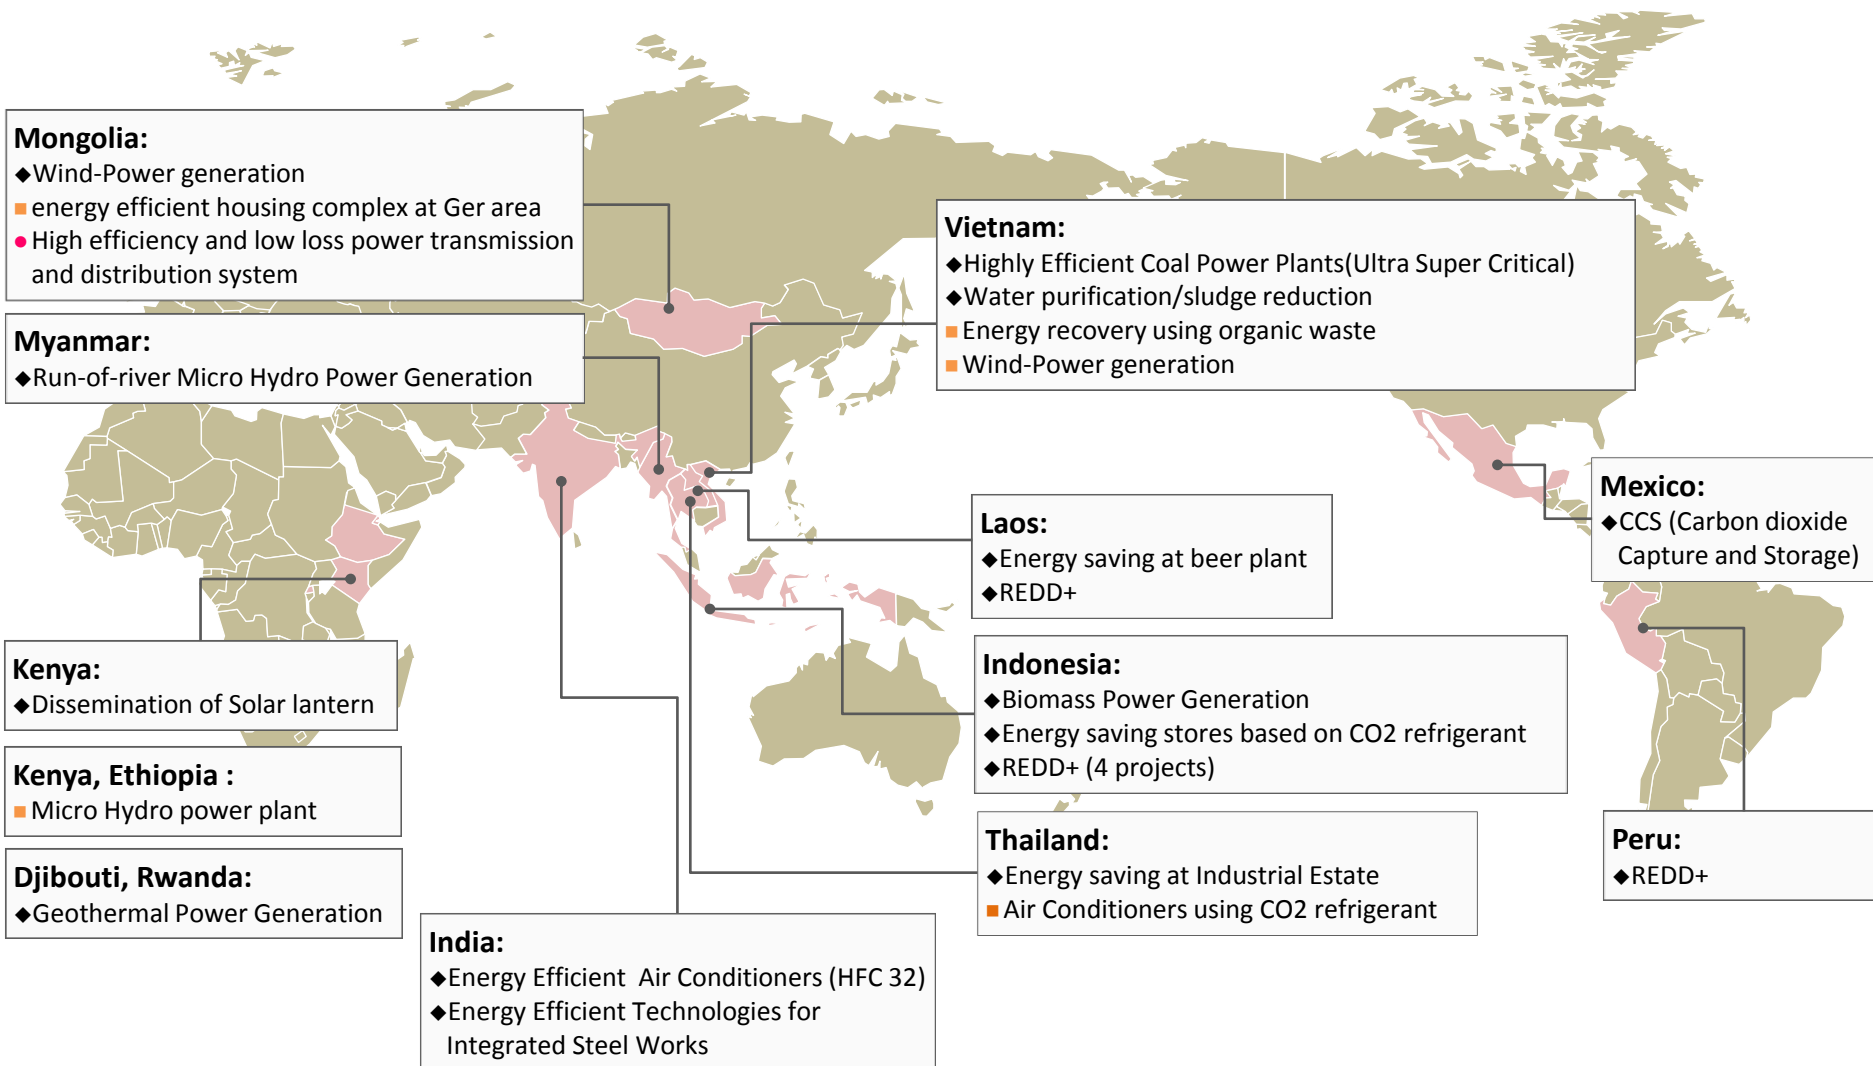 Mongolia:
◆Wind-Power generation
■ energy efficient housing complex at Ger area
● High efficiency and low loss power transmission
and distribution system
Myanmar:
◆Run-of-river Micro Hydro Power Generation
Vietnam:
◆Highly Efficient Coal Power Plants(Ultra Super Critical)
◆Water purification/sludge reduction
■ Energy recovery using organic waste
■ Wind-Power generation
Mexico:
◆CCS (Carbon dioxide
Capture and Storage)
Laos:
◆Energy saving at beer plant
◆REDD+
Kenya:
◆Dissemination of Solar lantern
Indonesia:
◆Biomass Power Generation
◆Energy saving stores based on CO2 refrigerant
◆REDD+ (4 projects)
Kenya, Ethiopia :
■ Micro Hydro power plant
Thailand:
◆Energy saving at Industrial Estate
■ Air Conditioners using CO2 refrigerant
Peru:
◆REDD+
Djibouti, Rwanda:
◆Geothermal Power Generation
India:
◆Energy Efficient  Air Conditioners (HFC 32)
◆Energy Efficient Technologies for
Integrated Steel Works